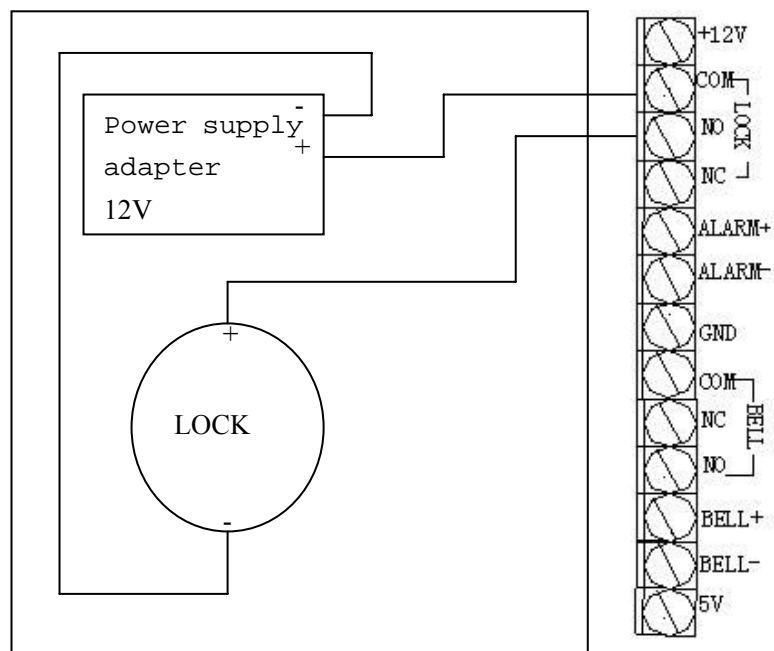 -
Power supply
+
adapter
12V
+
LOCK
-
+12V
COM
NO
NC
LOCK
ALARM+
ALARM-
GND
COM
NC
NO
BELL
BELL+
BELL-
5V